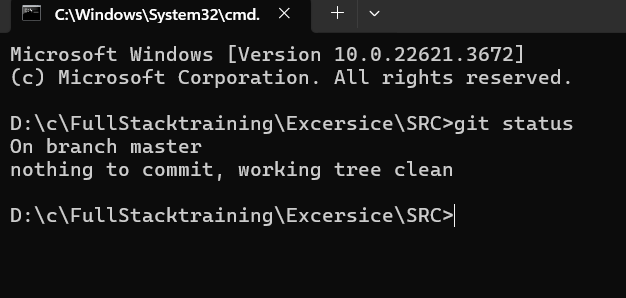 C:\Windows\System32\cmd.
Microsoft Windows [Version 10.0.22621.3672]
(c) Microsoft Corporation. All rights reserved.
D:\c\FullStacktraining\Excersice\SRC>git status
On branch master
nothing to commit, working tree clean
D:\c\FullStacktraining\Excersice\SRC>